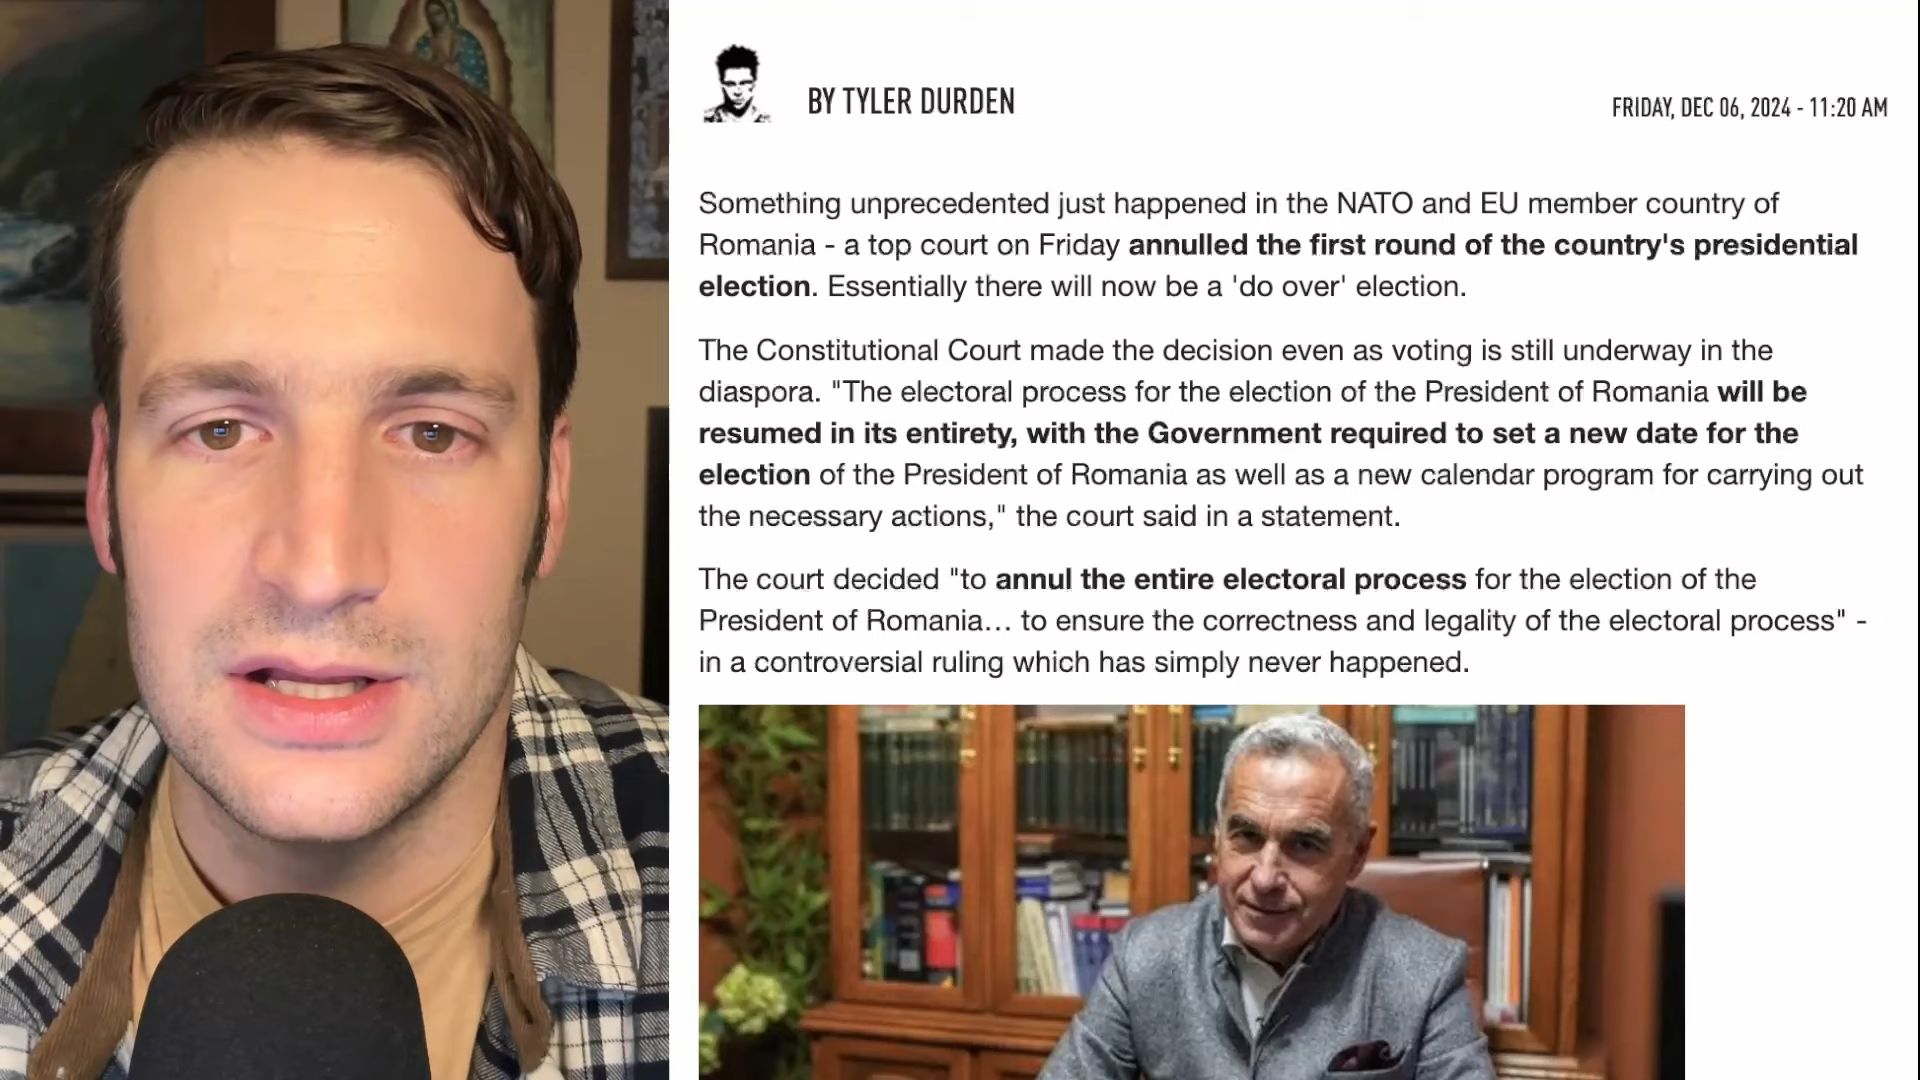 BY TYLER DURDEN
FRIDAY, DEC 06, 2024 - 11:20 AM
Something unprecedented just happened in the NATO and EU member country of
Romania - a top court on Friday annulled the first round of the country's presidential
election. Essentially there will now be a 'do over' election.
The Constitutional Court made the decision even as voting is still underway in the
diaspora. "The electoral process for the election of the President of Romania will be
resumed in its entirety, with the Government required to set a new date for the
election of the President of Romania as well as a new calendar program for carrying out
the necessary actions," the court said in a statement.
The court decided "to annul the entire electoral process for the election of the
President of Romania… to ensure the correctness and legality of the electoral process" -
in a controversial ruling which has simply never happened.